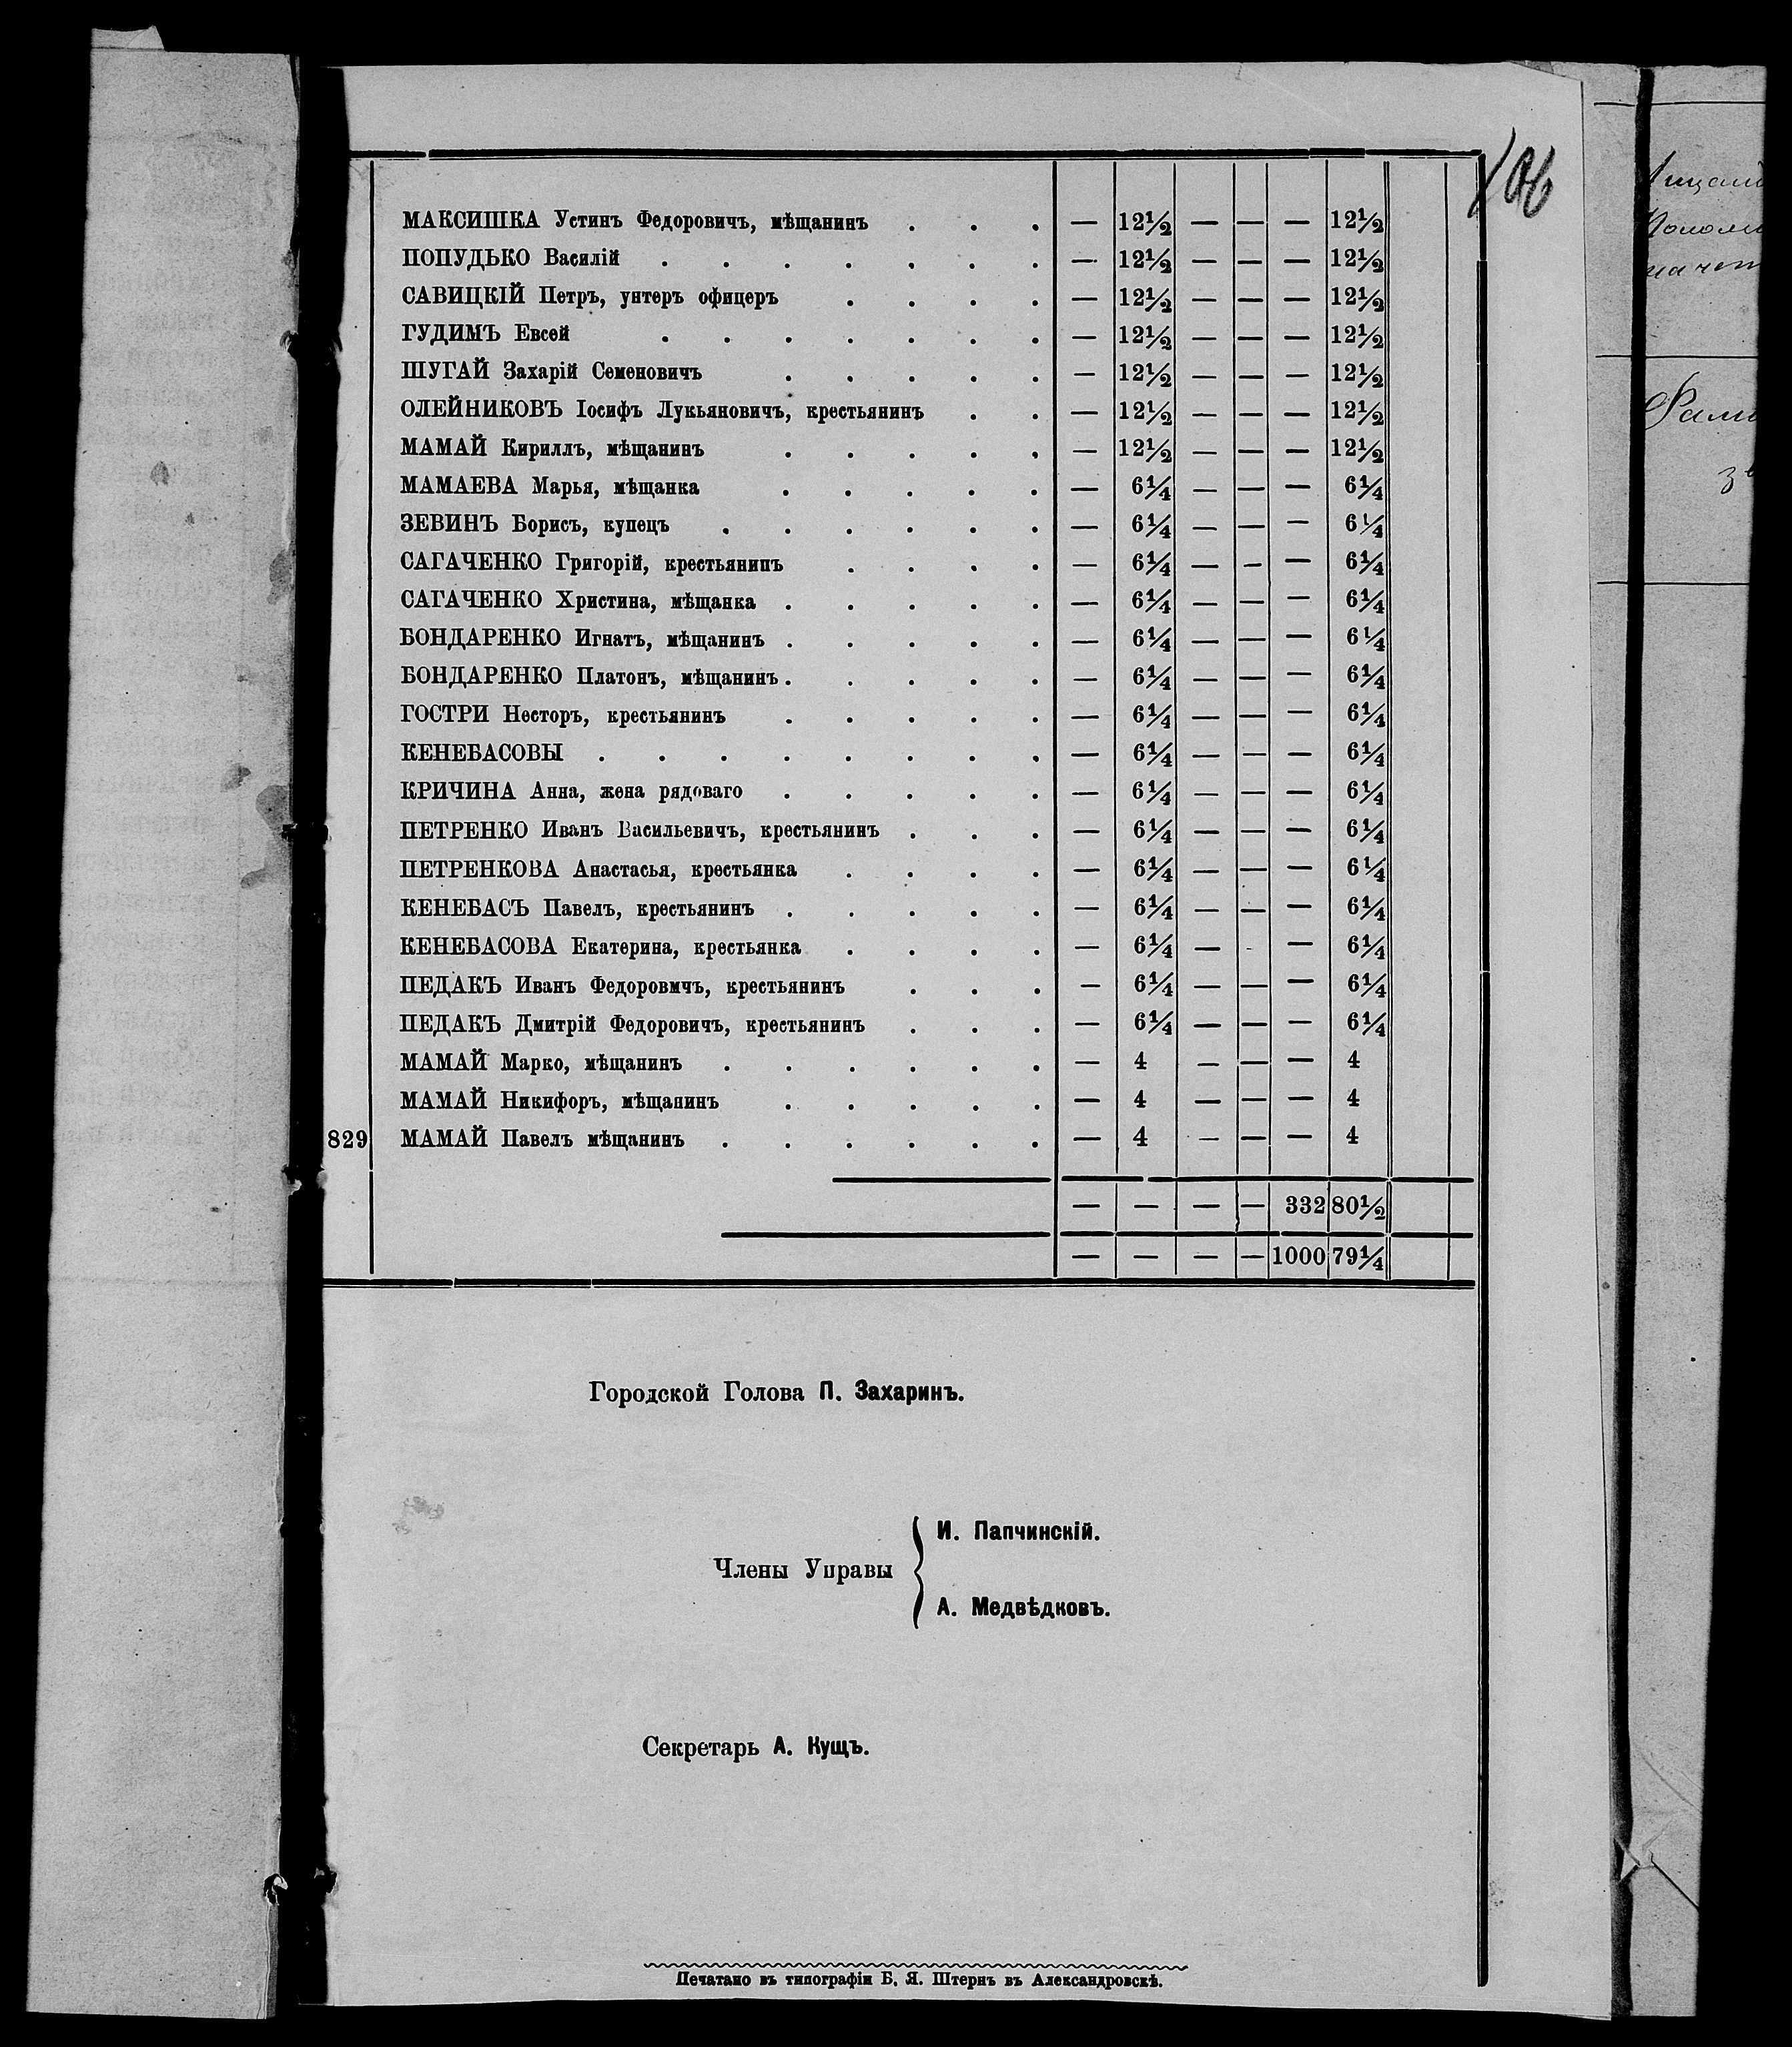 106
МАКСИШКА Устинъ Ѳедоровичъ, мѣщанинъ . . . — 12½ — — — 12½
ПОПУДЬКО Василій . . . . . . . — 12½ — — — 12½
САВИЦКІЙ Петръ, унтеръ офицеръ . . . . — 12½ — — — 12½
ГУДИМЪ Евсей . . . . . . . — 12½ — — — 12½
ШУГАЙ Захарій Семеновичъ . . . . . — 12½ — — — 12½
ОЛЕЙНИКОВЪ Іосифъ Лукьяновичъ, крестьянинъ . . — 12½ — — — 12½
МАМАЙ Кириллъ, мѣщанинъ . . . . . — 12½ — — — 12½
МАМАЕВА Марья, мѣщанка . . . . . — 6¼ — — — 6¼
ЗЕВИНЪ Борисъ, купецъ . . . . . . — 6¼ — — — 6¼
САГАЧЕНКО Григорій, крестьянипъ . . . . — 6¼ — — — 6¼
САГАЧЕНКО Христина, мѣщанка . . . . . — 6¼ — — — 6¼
БОНДАРЕНКО Игнатъ, мѣщанинъ . . . . . — 6¼ — — — 6¼
БОНДАРЕНКО Платонъ, мѣщанинъ . . . . . — 6¼ — — — 6¼
ГОСТРИ Несторъ, крестьянинъ . . . . . — 6¼ — — — 6¼
КЕНЕБАСОВЫ . . . . . . . . — 6¼ — — — 6¼
КРИЧИНА Анна, жена рядоваго . . . . . — 6¼ — — — 6¼
ПЕТРЕНКО Иванъ Васильевичъ, крестьянинъ . . . — 6¼ — — — 6¼
ПЕТРЕНКОВА Анастасья, крестьянка . . . . — 6¼ — — — 6¼
КЕНЕБАСЪ Павелъ, крестьянинъ . . . . . — 6¼ — — — 6¼
КЕНЕБАСОВА Екатерина, крестьянка . . . . — 6¼ — - — 6¼
ПЕДАКЪ Иванъ Федоровмчъ, крестьянинъ . . . — 6¼ — — — 6¼
ПЕДАКЪ Дмитрій Федоровичъ, крестьянинъ . . . — 6¼ — — — 6¼
МАМАЙ Марко, мѣщанинъ . . . . . . — 4 — — — 4
МАМАЙ Никифоръ, мѣщанинъ . . . . . — 4 — — — 4
829 МАМАЙ Павелъ мѣщанинъ . . . . . . — 4 — — — 4
— — — — 332 80½
— — — — 1000 79¼
Городской Голова П. Захаринъ.
Члены Управы { И. Папчинскій.
А. Медвѣдковъ.
Секретарь А. Кущъ.
Печатано въ типографіи Б. Я. Штернъ въ Александровскѣ.